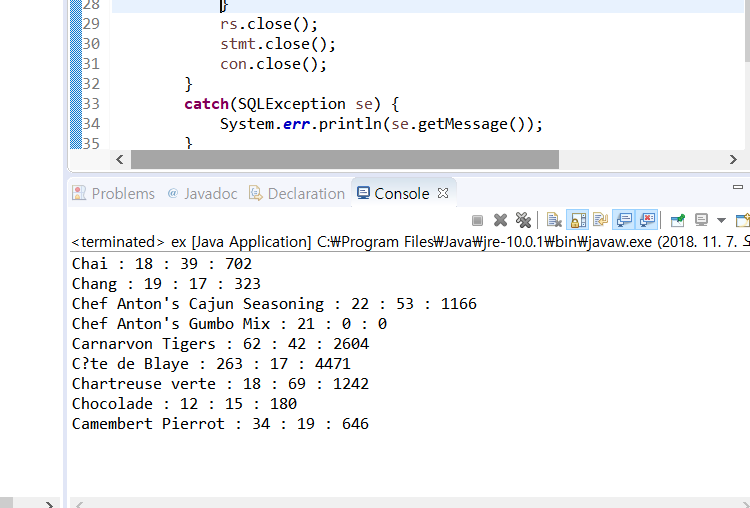 28 }
29 rs.close();
30 stmt.close();
31 con.close();
32 }
33 catch(SQLException se) {
34 System.err.println(se.getMessage());
35 }
Problems @ Javadoc Declaration Console
<terminated> ex [Java Application] C:₩Program Files₩Java₩jre-10.0.1₩bin₩javaw.exe (2018. 11. 7.
Chai : 18 : 39 : 702
Chang : 19 : 17 : 323
Chef Anton's Cajun Seasoning : 22 : 53 : 1166
Chef Anton's Gumbo Mix : 21 : 0 : 0
Carnarvon Tigers : 62 : 42 : 2604
C?te de Blaye : 263 : 17 : 4471
Chartreuse verte : 18 : 69 : 1242
Chocolade : 12 : 15 : 180
Camembert Pierrot : 34 : 19 : 646